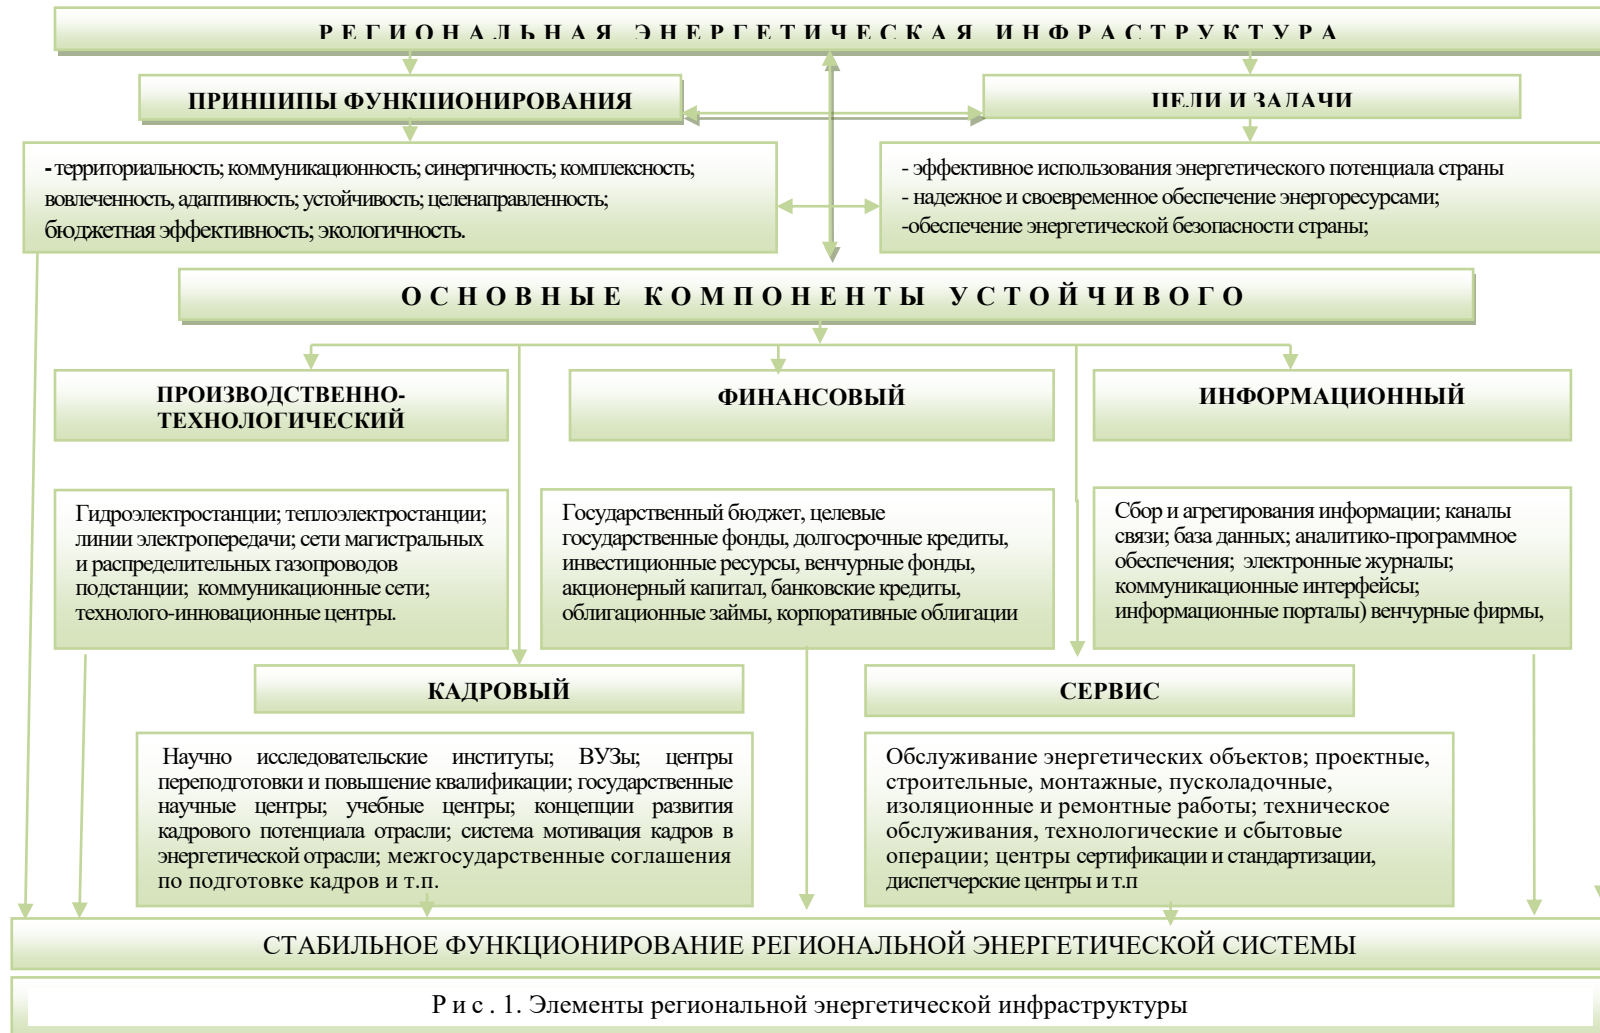 РЕГИОНАЛЬНАЯ ЭНЕРГЕТИЧЕСКАЯ ИНФРАСТРУКТУРА
ПРИНЦИПЫ ФУНКЦИОНИРОВАНИЯ
ЦЕЛИ И ЗАДАЧИ
- территориальность; коммуникационность; синергичность; комплексность;
вовлеченность, адаптивность; устойчивость; целенаправленность;
бюджетная эффективность; экологичность.
- эффективное использования энергетического потенциала страны
- надежное и своевременное обеспечение энергоресурсами;
-обеспечение энергетической безопасности страны;
ОСНОВНЫЕ КОМПОНЕНТЫ УСТОЙЧИВОГО
ПРОИЗВОДСТВЕННО-
ТЕХНОЛОГИЧЕСКИЙ
ФИНАНСОВЫЙ
ИНФОРМАЦИОННЫЙ
Гидроэлектростанции; теплоэлектростанции;
линии электропередачи; сети магистральных
и распределительных газопроводов
подстанции; коммуникационные сети;
технолого-инновационные центры.
Государственный бюджет, целевые
государственные фонды, долгосрочные кредиты,
инвестиционные ресурсы, венчурные фонды,
акционерный капитал, банковские кредиты,
облигационные займы, корпоративные облигации
Сбор и агрегирования информации; каналы
связи; база данных; аналитико-программное
обеспечения; электронные журналы;
коммуникационные интерфейсы;
информационные порталы) венчурные фирмы,
КАДРОВЫЙ
СЕРВИС
Научно исследовательские институты; ВУЗы; центры
переподготовки и повышение квалификации; государственные
научные центры; учебные центры; концепции развития
кадрового потенциала отрасли; система мотивация кадров в
энергетической отрасли; межгосударственные соглашения
по подготовке кадров и т.п.
Обслуживание энергетических объектов; проектные,
строительные, монтажные, пусколадочные,
изоляционные и ремонтные работы; техническое
обслуживания, технологические и сбытовые
операции; центры сертификации и стандартизации,
диспетчерские центры и т.п
СТАБИЛЬНОЕ ФУНКЦИОНИРОВАНИЕ РЕГИОНАЛЬНОЙ ЭНЕРГЕТИЧЕСКОЙ СИСТЕМЫ
Рис. 1. Элементы региональной энергетической инфраструктуры